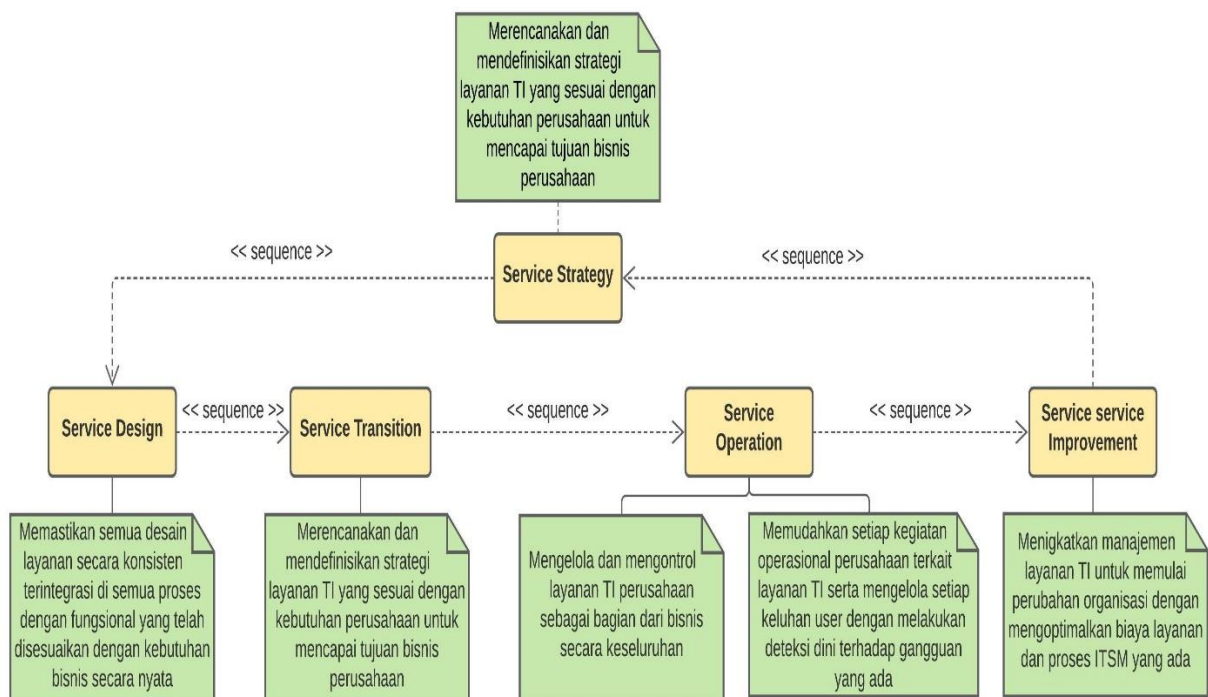 Merencanakan dan
mendefinisikan strategi
layanan TI yang sesuai dengan
kebutuhan perusahaan untuk
mencapai tujuan bisnis
perusahaan
<< sequence >>
<< sequence >>
Service Strategy
<< sequence >>
<< sequence >>
<< sequence >>
Service Design
Service Transition
Service
Operation
Service service
Improvement
Memastikan semua desain
layanan secara konsisten
terintegrasi di semua proses
dengan fungsional yang telah
disesuaikan dengan kebutuhan
bisnis secara nyata
Merencanakan dan
mendefinisikan strategi
layanan TI yang sesuai dengan
kebutuhan perusahaan untuk
mencapai tujuan bisnis
perusahaan
Mengelola dan mengontrol
layanan TI perusahaan
sebagai bagian dari bisnis
secara keseluruhan
Memudahkan setiap kegiatan
operasional perusahaan terkait
layanan TI serta mengelola setiap
keluhan user dengan melakukan
deteksi dini terhadap gangguan
yang ada
Menigkatkan manajemen
layanan TI untuk memulai
perubahan organisasi dengan
mengoptimalkan biaya layanan
dan proses ITSM yang ada